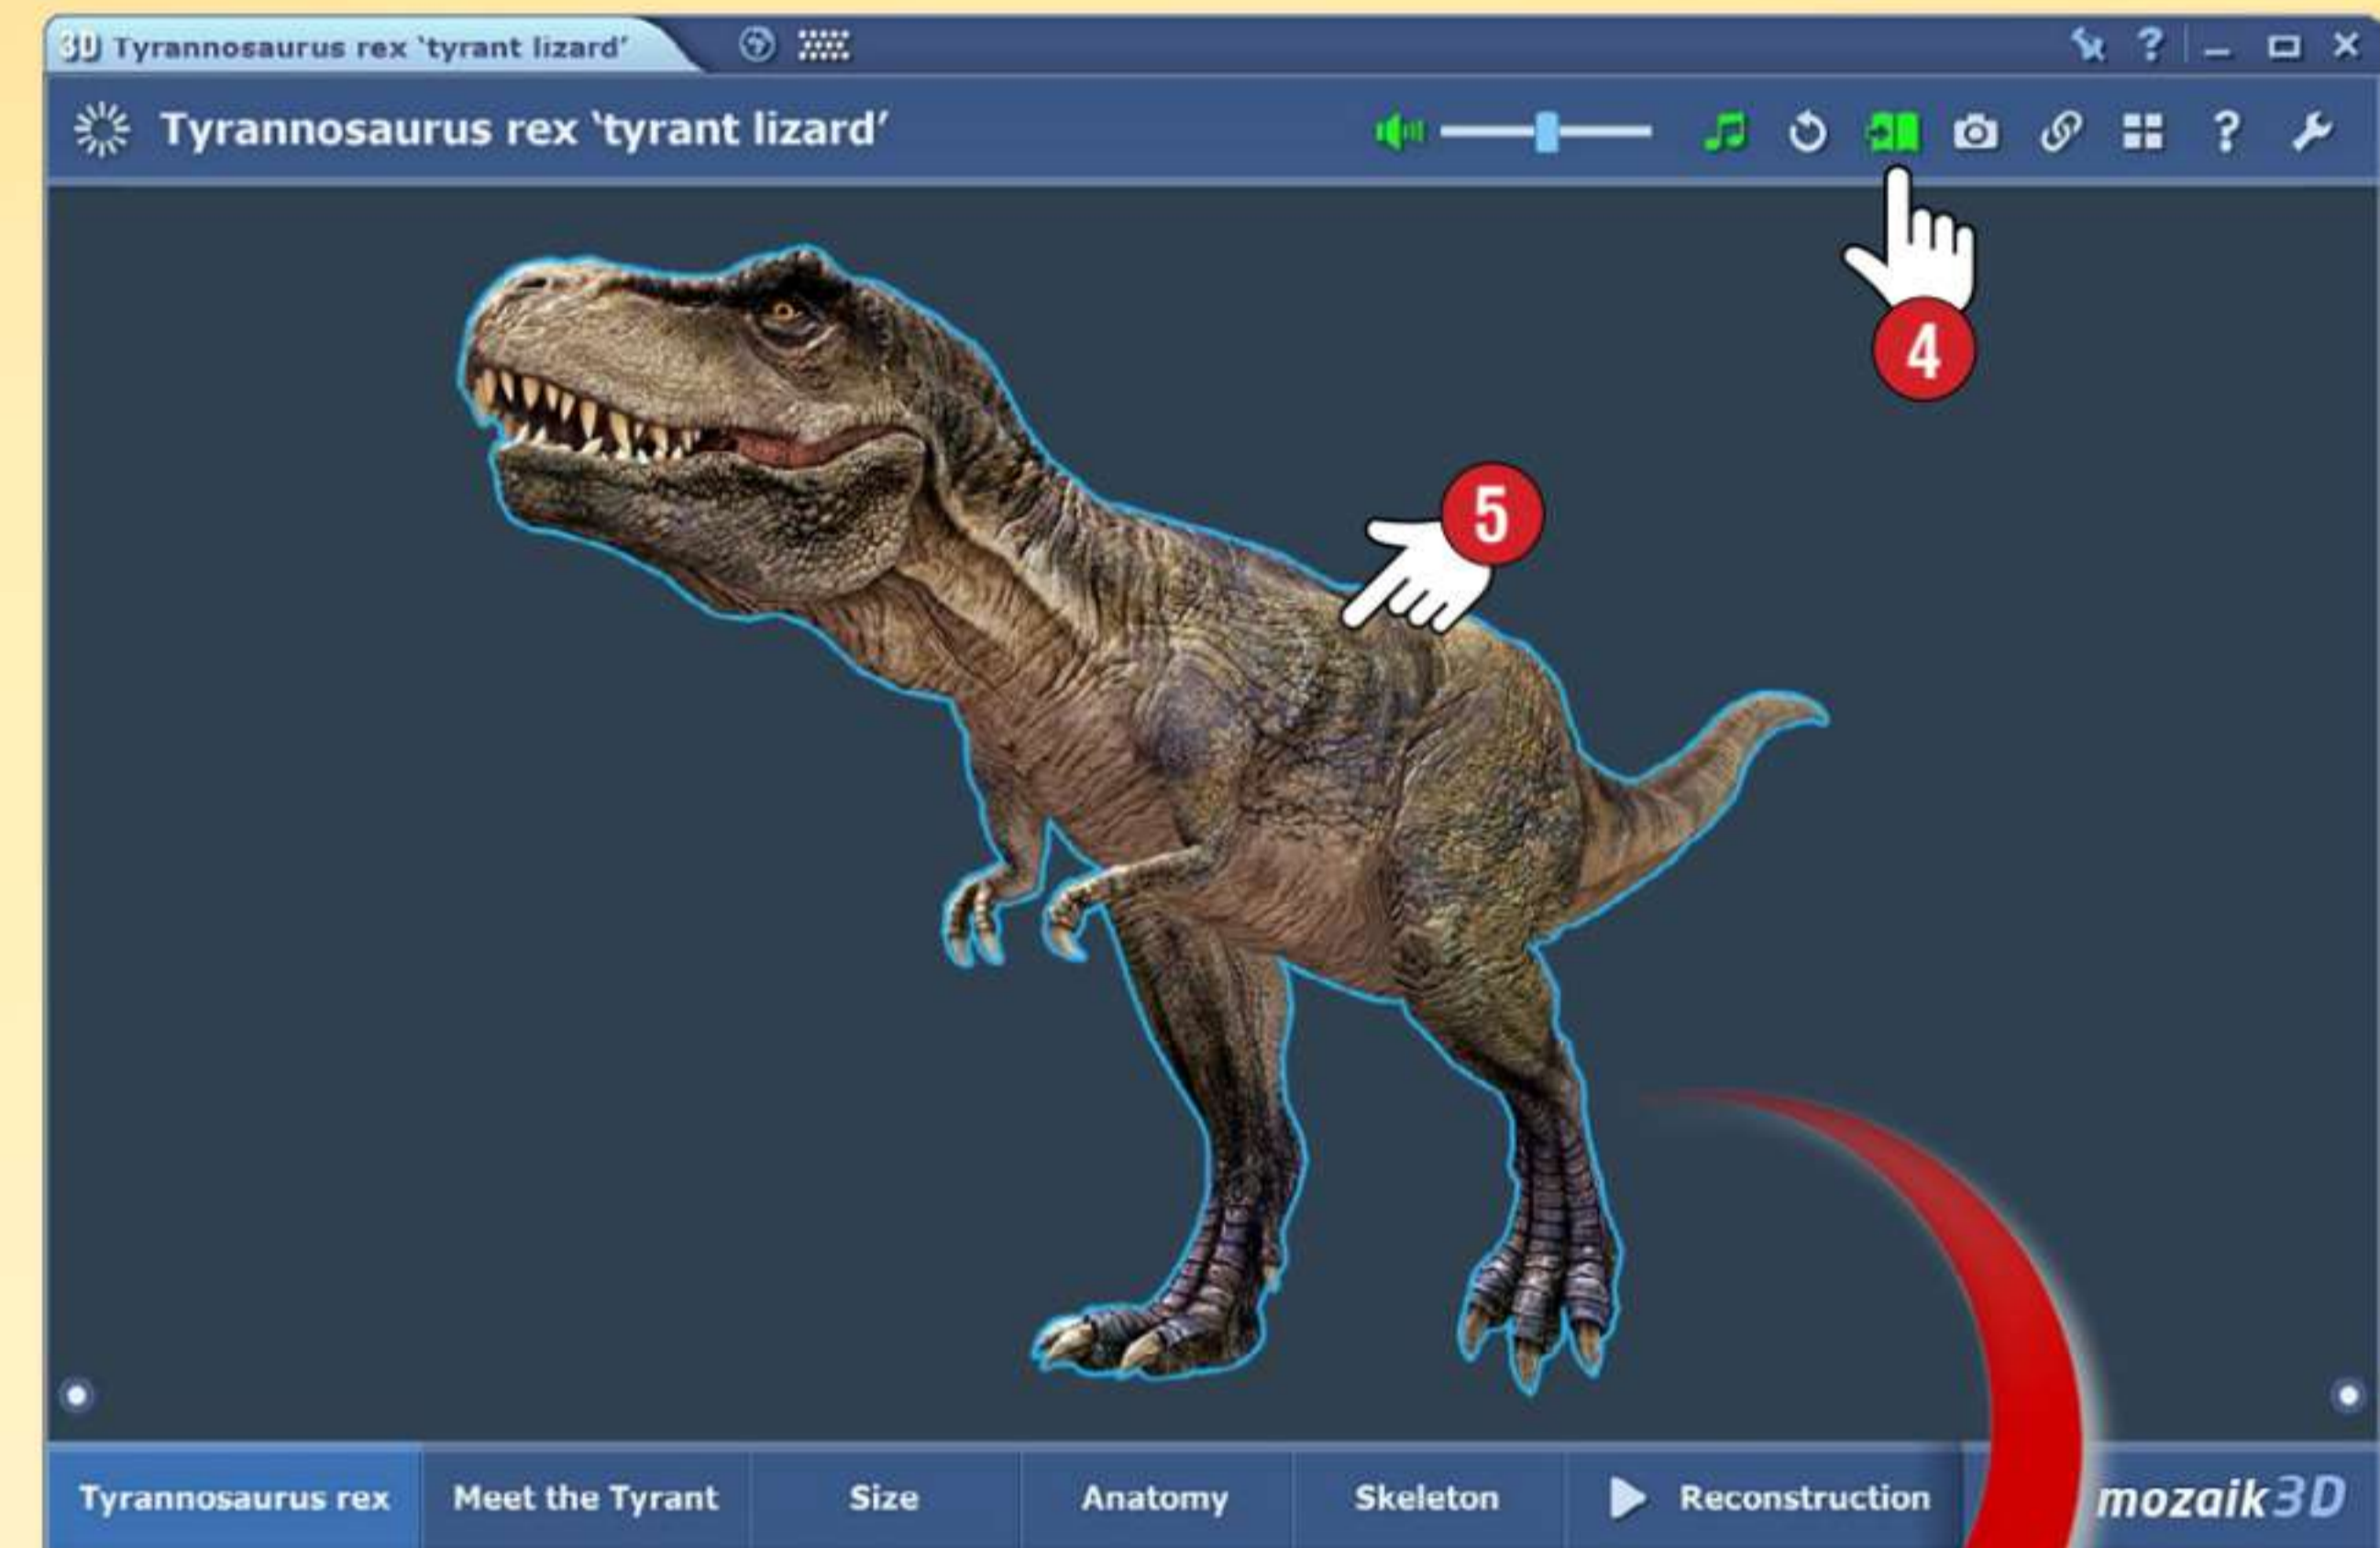 3D Tyrannosaurus rex ‘tyrant lizard’
Tyrannosaurus rex ‘tyrant lizard’
4
5
Tyrannosaurus rex
Meet the Tyrant
Size
Anatomy
Skeleton
Reconstruction
mozaik3D